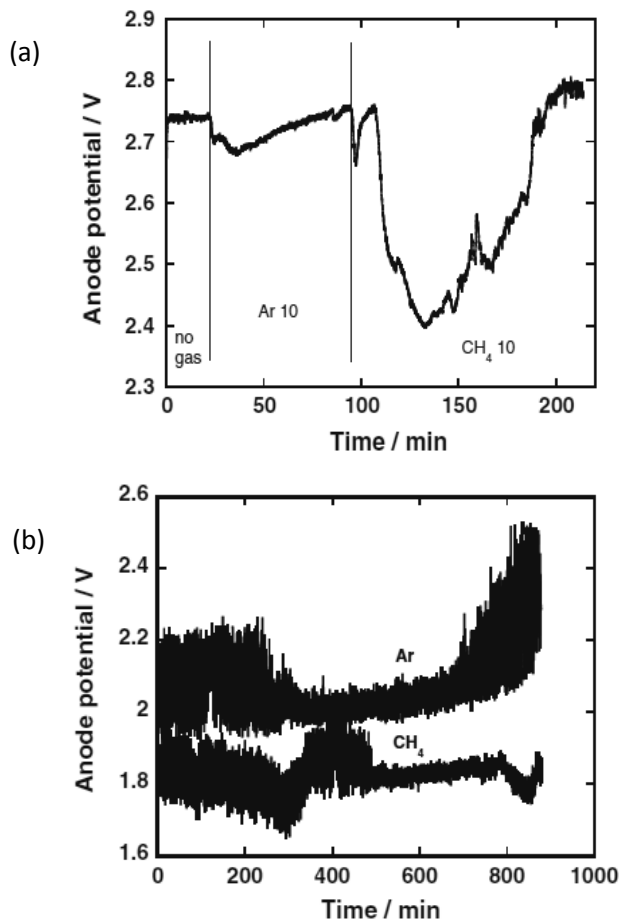 (a)
Anode potential / V
2.9
2.8
2.7
2.6
2.5
2.4
2.3
no
gas
Ar 10
CH₄ 10
0 50 100 150 200
Time / min
(b)
Anode potential / V
2.6
2.4
2.2
2
1.8
1.6
Ar
CH₄
0 200 400 600 800 1000
Time / min